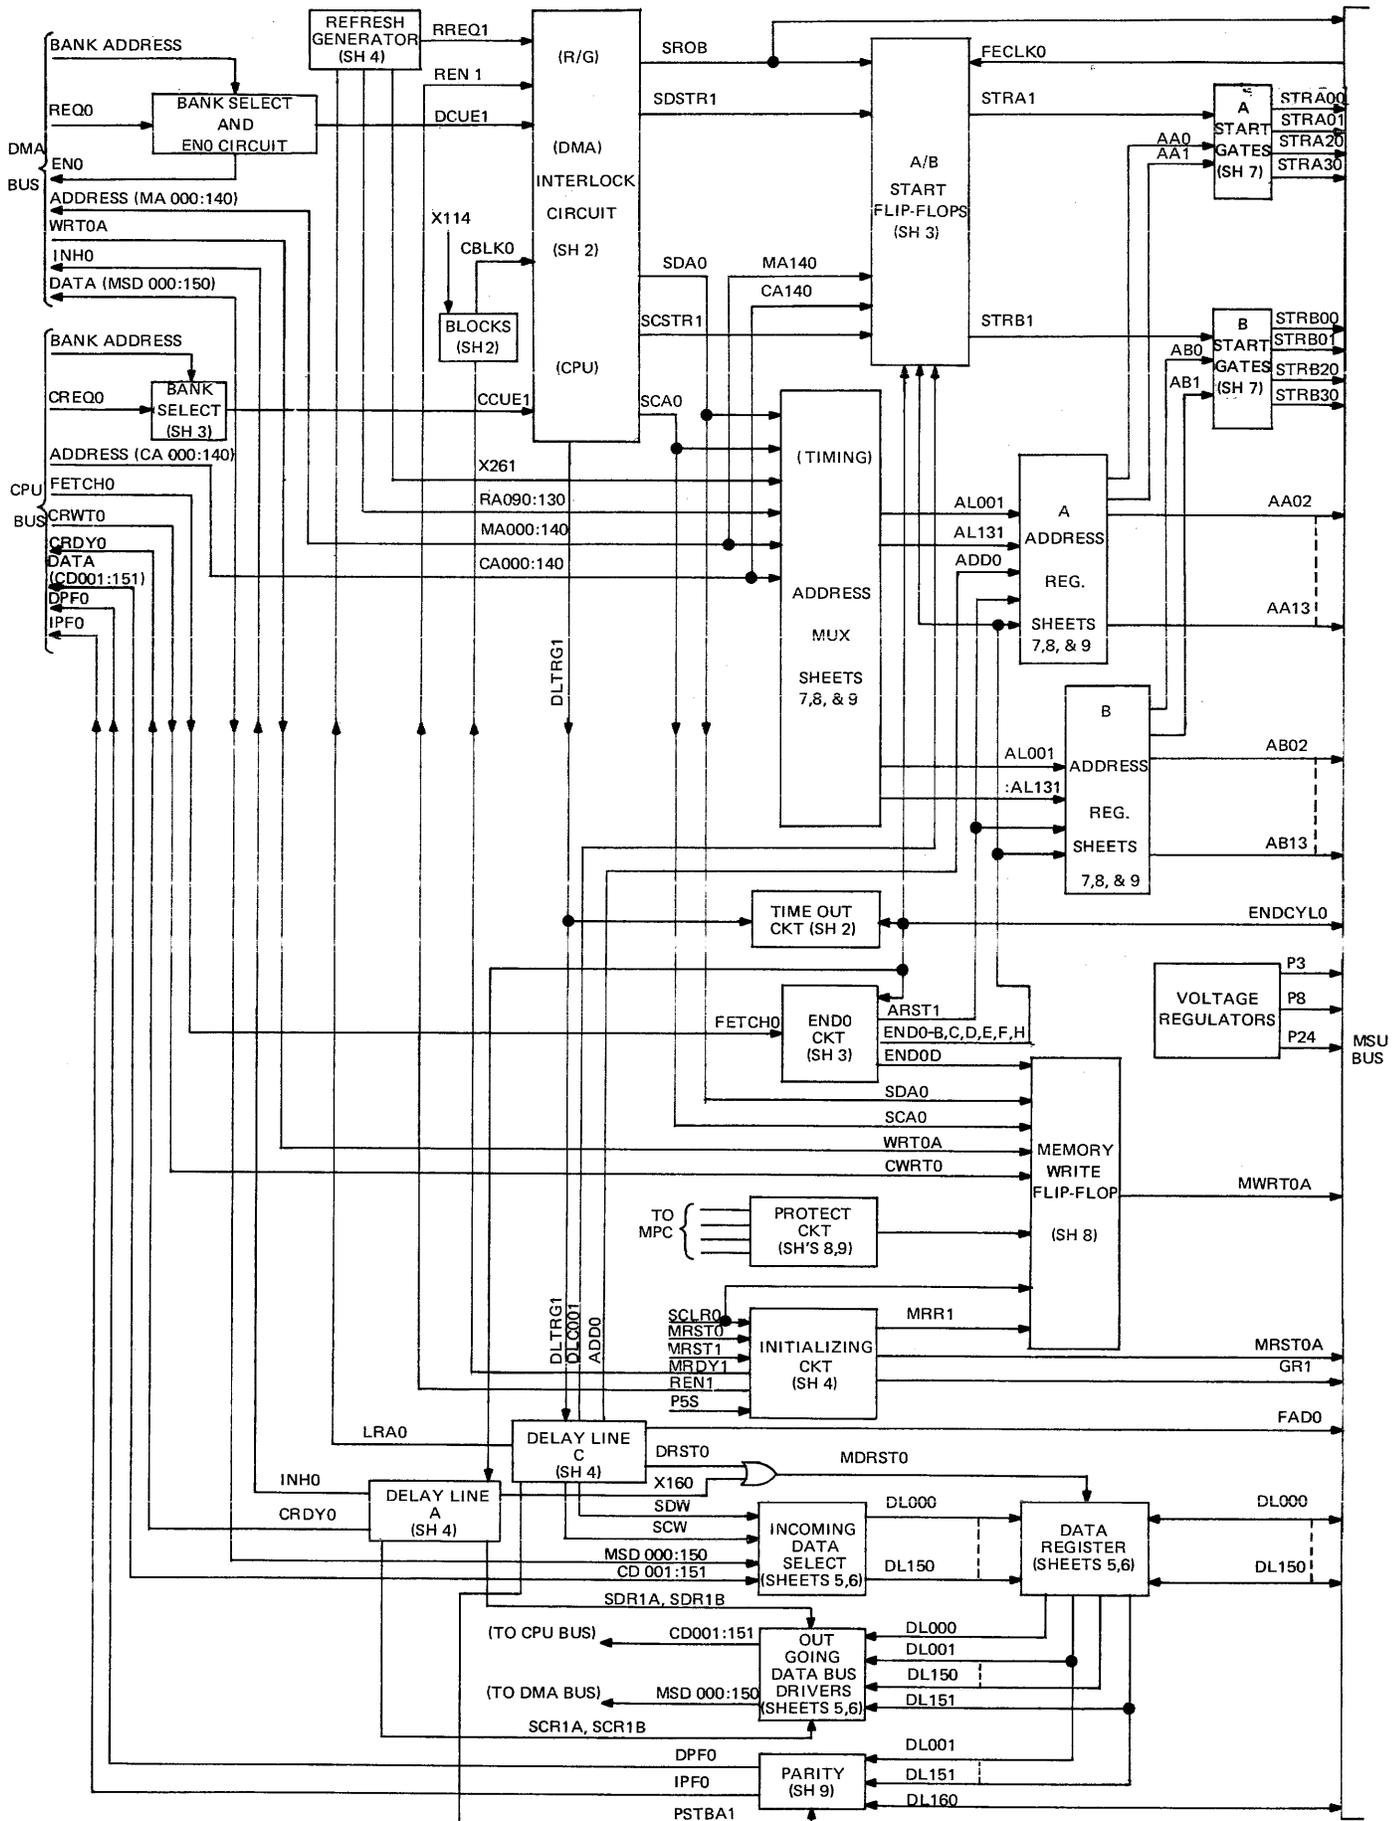 BANK ADDRESS
REQ0
DMA
BUS
EN0
ADDRESS (MA 000:140)
WRT0A
INH0
DATA (MSD 000:150)
BANK SELECT
AND
EN0 CIRCUIT
REFRESH
GENERATOR
(SH 4)
RREQ1
REN 1
DCUE1
X114
CBLK0
BLOCKS
(SH 2)
CCUE1
(R/G)
(DMA)
INTERLOCK
CIRCUIT
(SH 2)
(CPU)
SROB
SDSTR1
SDA0
SCSTR1
SCA0
MA140
CA140
A/B
START
FLIP-FLOPS
(SH 3)
FECLK0
STRA1
STRB1
AA0
AA1
A
START
GATES
(SH 7)
STRA00
STRA01
STRA20
STRA30
AB0
AB1
B
START
GATES
(SH 7)
STRB00
STRB01
STRB20
STRB30
BANK ADDRESS
CREQ0
BANK
SELECT
(SH 3)
ADDRESS (CA 000:140)
CPU
BUS
FETCH0
CRWT0
CRDY0
DATA
(CD001:151)
DPF0
IPF0
X261
RA090:130
MA000:140
CA000:140
(TIMING)
ADDRESS
MUX
SHEETS
7,8, & 9
AL001
AL131
ADD0
A
ADDRESS
REG.
SHEETS
7,8, & 9
AA02
AA13
DLTRG1
AL001
:AL131
B
ADDRESS
REG.
SHEETS
7,8, & 9
AB02
AB13
TIME OUT
CKT (SH 2)
ENDCYL0
FETCH0
END0
CKT
(SH 3)
ARST1
END0-B,C,D,E,F,H
END0D
VOLTAGE
REGULATORS
P3
P8
P24
MSU
BUS
SDA0
SCA0
WRT0A
CWRT0
MEMORY
WRITE
FLIP-FLOP
(SH 8)
MWRT0A
TO
MPC
PROTECT
CKT
(SH'S 8,9)
DLTRG1
DLC001
ADD0
SCLR0
MRST0
MRST1
MRDY1
REN1
P5S
INITIALIZING
CKT
(SH 4)
MRR1
MRST0A
GR1
LRA0
DELAY LINE
C
(SH 4)
FAD0
DRST0
X160
MDRST0
INH0
CRDY0
DELAY LINE
A
(SH 4)
SDW
SCW
MSD 000:150
CD 001:151
INCOMING
DATA
SELECT
(SHEETS 5,6)
DL000
DL150
DATA
REGISTER
(SHEETS 5,6)
DL000
DL150
SDR1A, SDR1B
(TO CPU BUS)
CD001:151
(TO DMA BUS)
MSD 000:150
SCR1A, SCR1B
OUT
GOING
DATA BUS
DRIVERS
(SHEETS 5,6)
DL000
DL001
DL150
DL151
DPF0
IPF0
PSTBA1
PARITY
(SH 9)
DL001
DL151
DL160